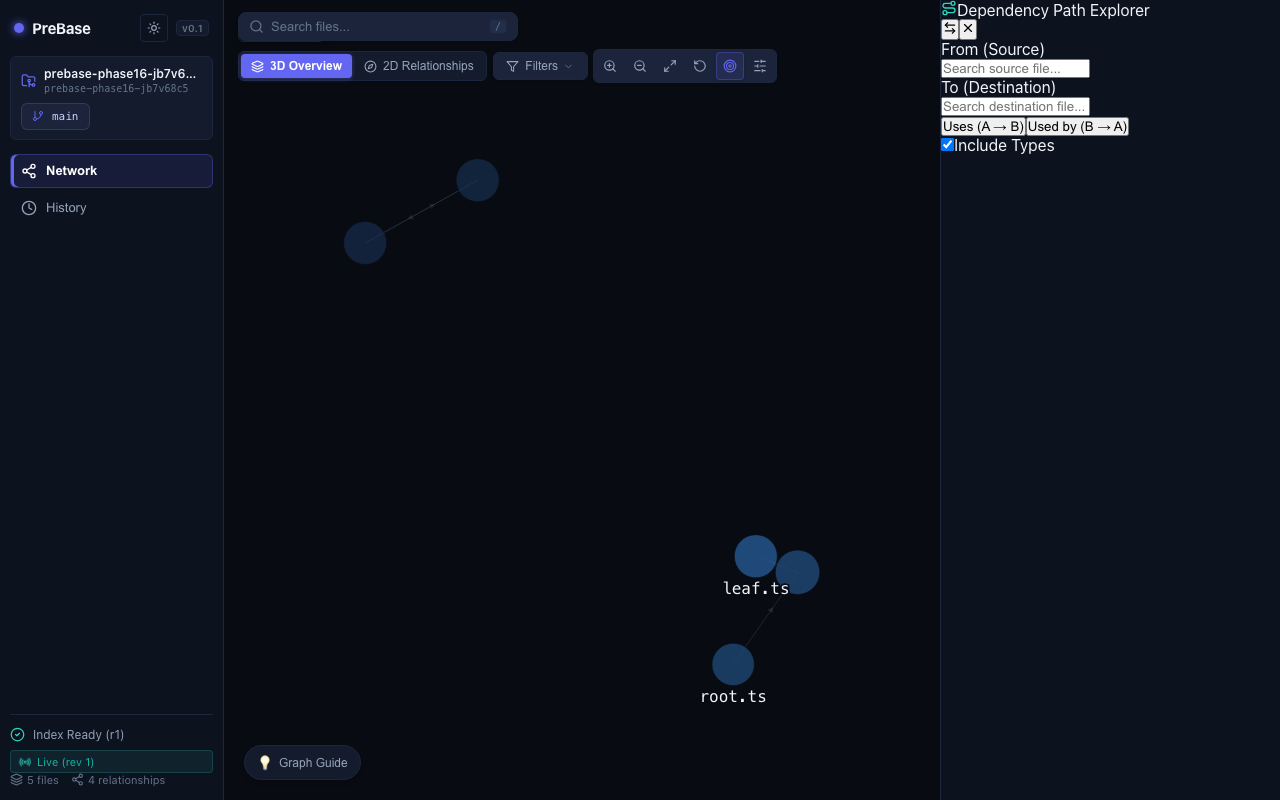 PreBase
v0.1
prebase-phase16-jb7v6...
prebase-phase16-jb7v68c5
main
Network
History
Index Ready (r1)
Live (rev 1)
5 files
4 relationships
Search files...
/
3D Overview
2D Relationships
Filters
leaf.ts
root.ts
Graph Guide
Dependency Path Explorer
From (Source)
Search source file...
To (Destination)
Search destination file...
Uses (A → B) Used by (B → A)
Include Types